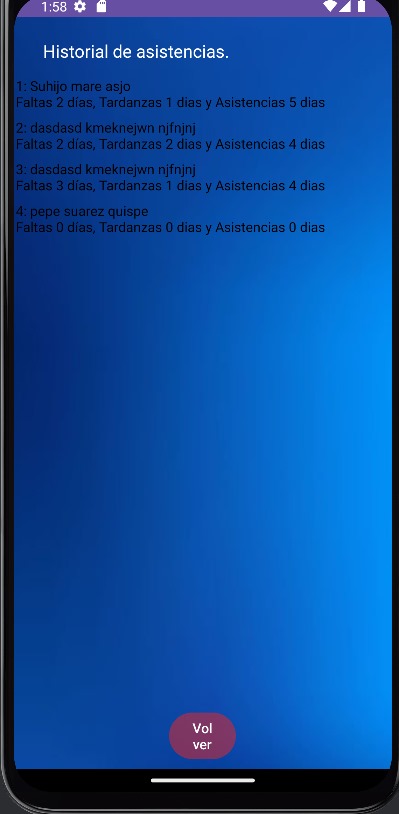 1:58
Historial de asistencias.
1: Suhijo mare asjo
Faltas 2 días, Tardanzas 1 dias y Asistencias 5 dias
2: dasdasd kmeknejwn njfnjnj
Faltas 2 días, Tardanzas 2 dias y Asistencias 4 dias
3: dasdasd kmeknejwn njfnjnj
Faltas 3 días, Tardanzas 1 dias y Asistencias 4 dias
4: pepe suarez quispe
Faltas 0 días, Tardanzas 0 dias y Asistencias 0 dias
Vol
ver